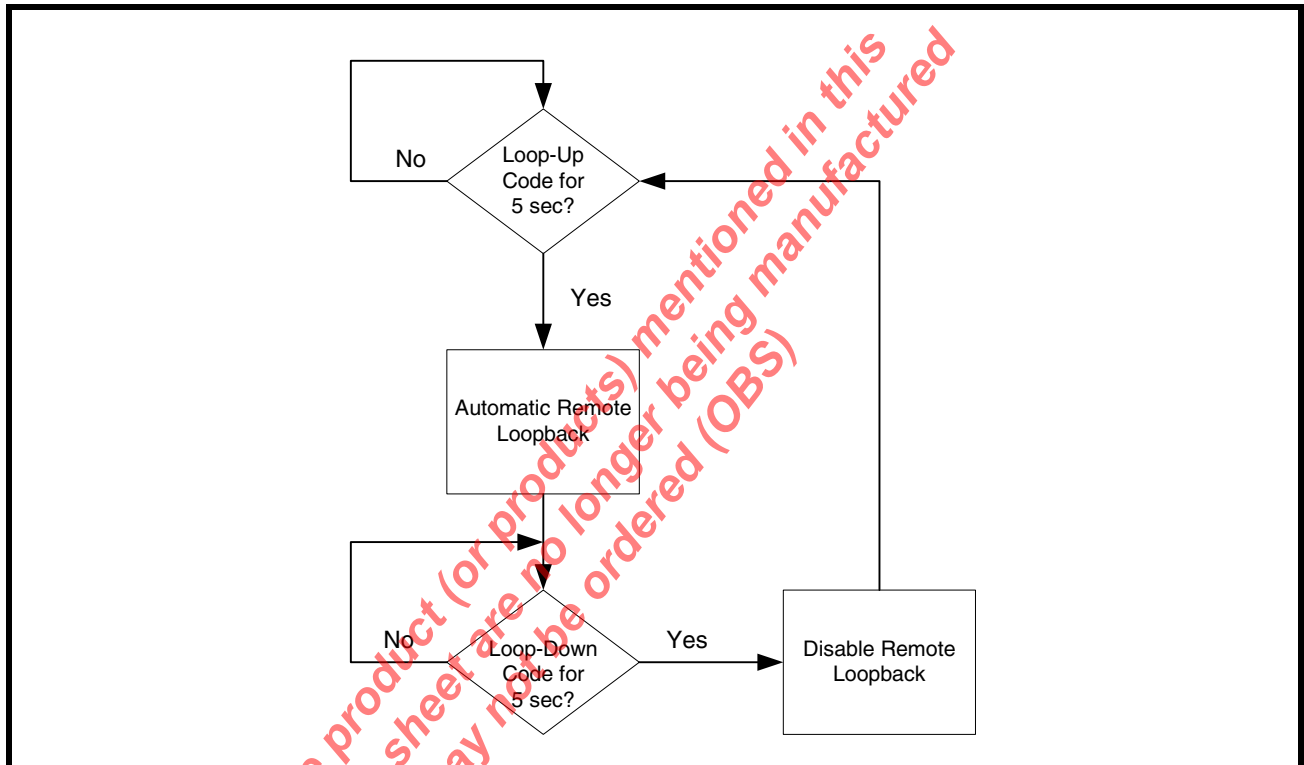 No
Loop-Up
Code for
5 sec?
Yes
Automatic Remote
Loopback
No
Loop-Down
Code for
5 sec?
Yes
Disable Remote
Loopback
product (or products) mentioned in this
sheet are no longer being manufactured
not be ordered (OBS)